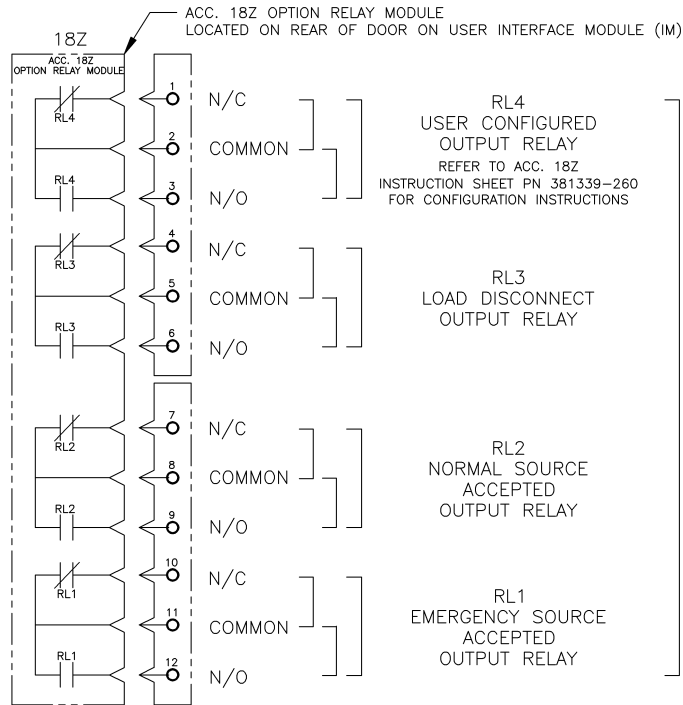 ACC. 18Z OPTION RELAY MODULE
LOCATED ON REAR OF DOOR ON USER INTERFACE MODULE (IM)
18Z
ACC. 18Z
OPTION RELAY MODULE
RL4
1
N/C
2
COMMON
RL4
3
N/O
RL4
USER CONFIGURED
OUTPUT RELAY
REFER TO ACC. 18Z
INSTRUCTION SHEET PN 381339-260
FOR CONFIGURATION INSTRUCTIONS
RL3
4
N/C
5
COMMON
RL3
6
N/O
RL3
LOAD DISCONNECT
OUTPUT RELAY
RL2
7
N/C
8
COMMON
RL2
9
N/O
RL2
NORMAL SOURCE
ACCEPTED
OUTPUT RELAY
RL1
10
N/C
11
COMMON
RL1
12
N/O
RL1
EMERGENCY SOURCE
ACCEPTED
OUTPUT RELAY